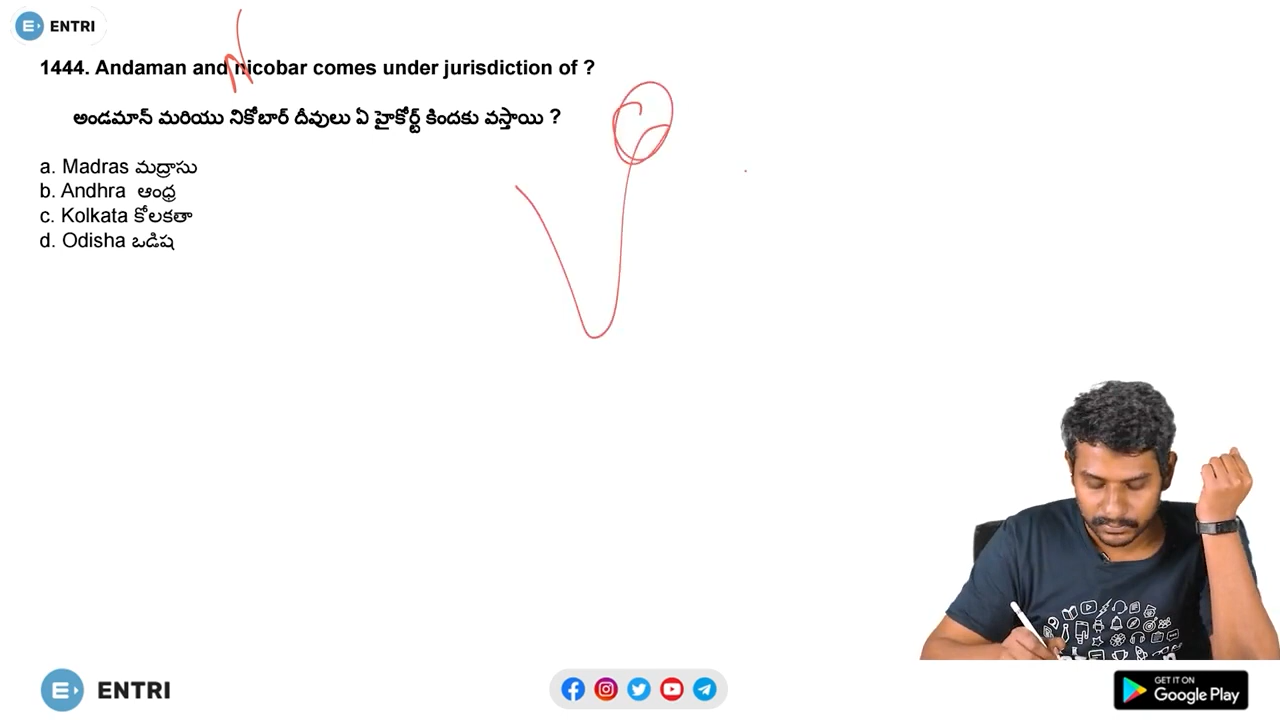 ENTRI
1444. Andaman and nicobar comes under jurisdiction of ?
అండమాన్ మరియు నికోబార్ దీవులు ఏ హైకోర్ట్ కిందకు వస్తాయి ?
a. Madras మద్రాసు
b. Andhra ఆంధ్ర
c. Kolkata కోలకతా
d. Odisha ఒడిష
ENTRI
GET IT ON
Google Play